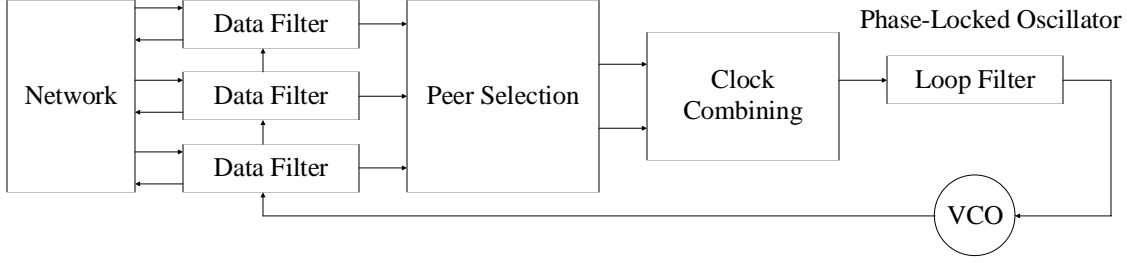 Phase-Locked Oscillator
Network
Data Filter
Data Filter
Data Filter
Peer Selection
Clock
Combining
Loop Filter
VCO